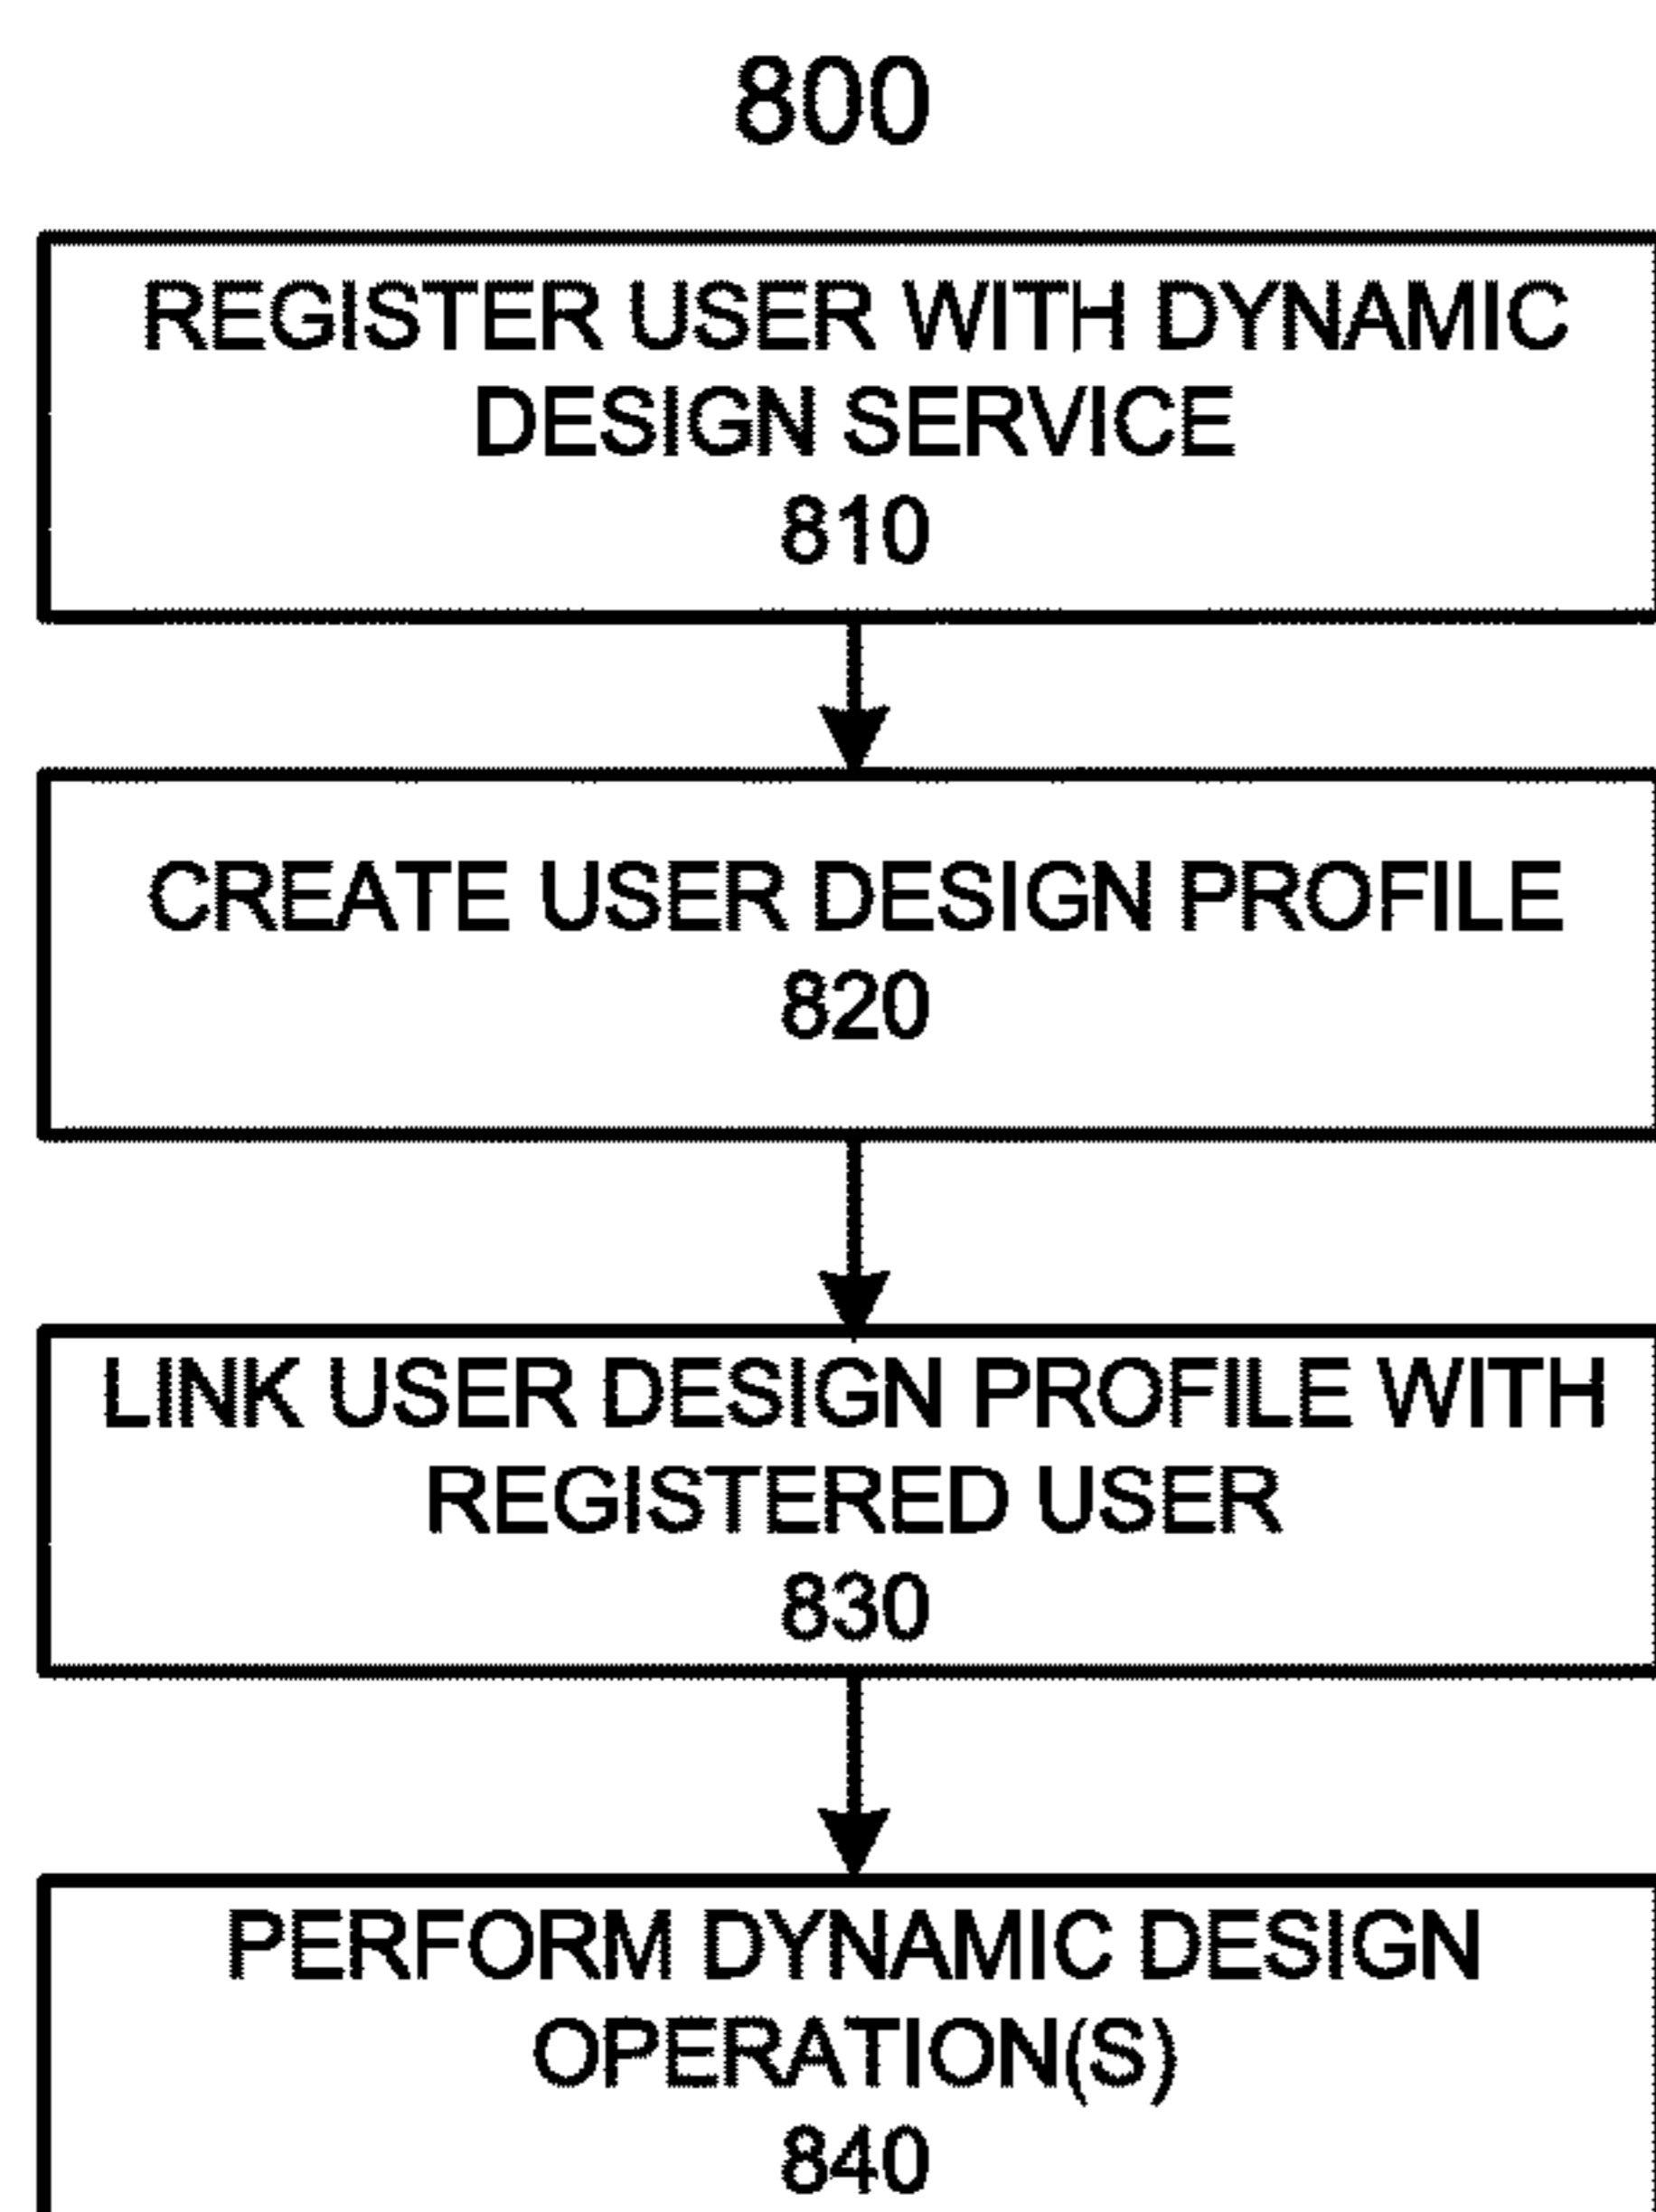 800
REGISTER USER WITH DYNAMIC
DESIGN SERVICE
810
CREATE USER DESIGN PROFILE
820
LINK USER DESIGN PROFILE WITH
REGISTERED USER
830
PERFORM DYNAMIC DESIGN
OPERATION(S)
840